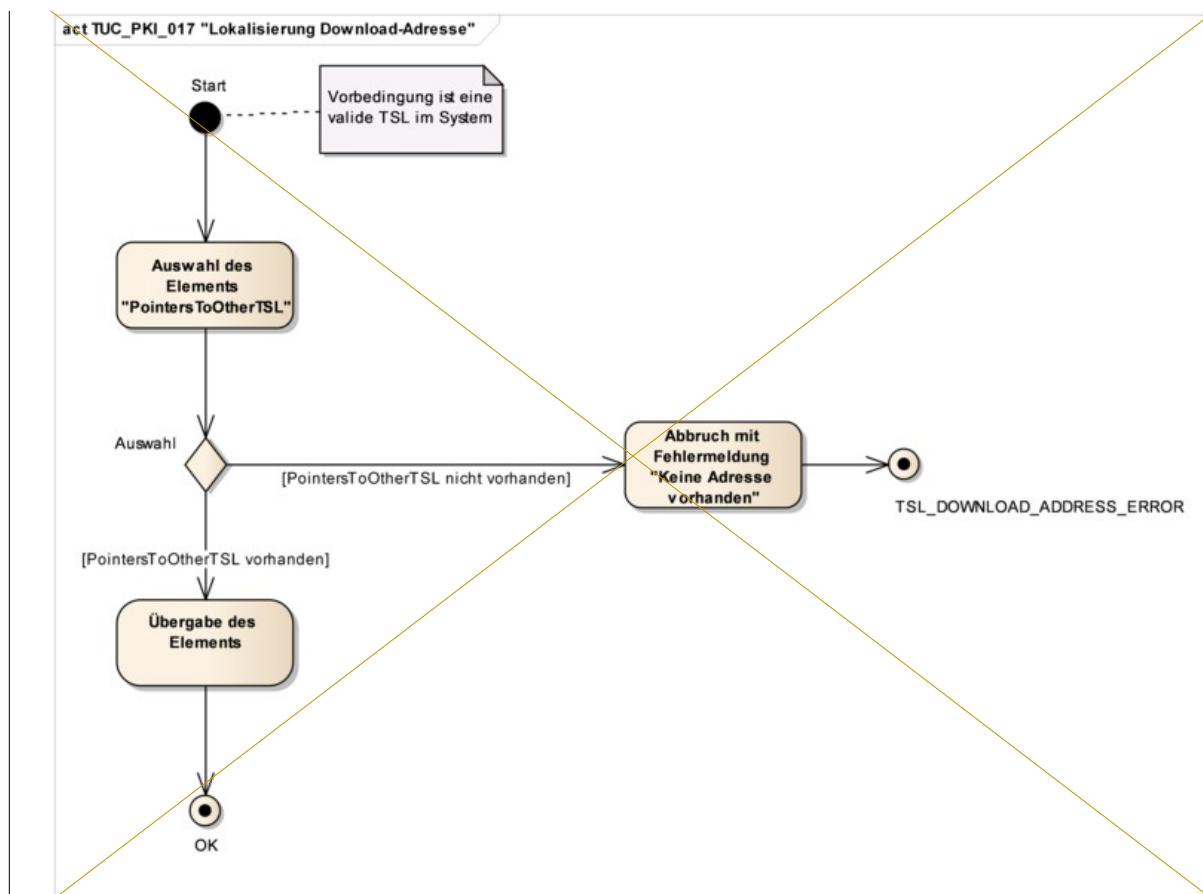 act TUC_PKI_017 "Lokalisierung Download-Adresse"
Start
Vorbedingung ist eine
valide TSL im System
Auswahl des
Elements
"PointersToOtherTSL"
Auswahl
[PointersToOtherTSL nicht vorhanden]
Abbruch mit
Fehlermeldung
"Keine Adresse
vorhanden"
TSL_DOWNLOAD_ADDRESS_ERROR
[PointersToOtherTSL vorhanden]
Übergabe des
Elements
OK